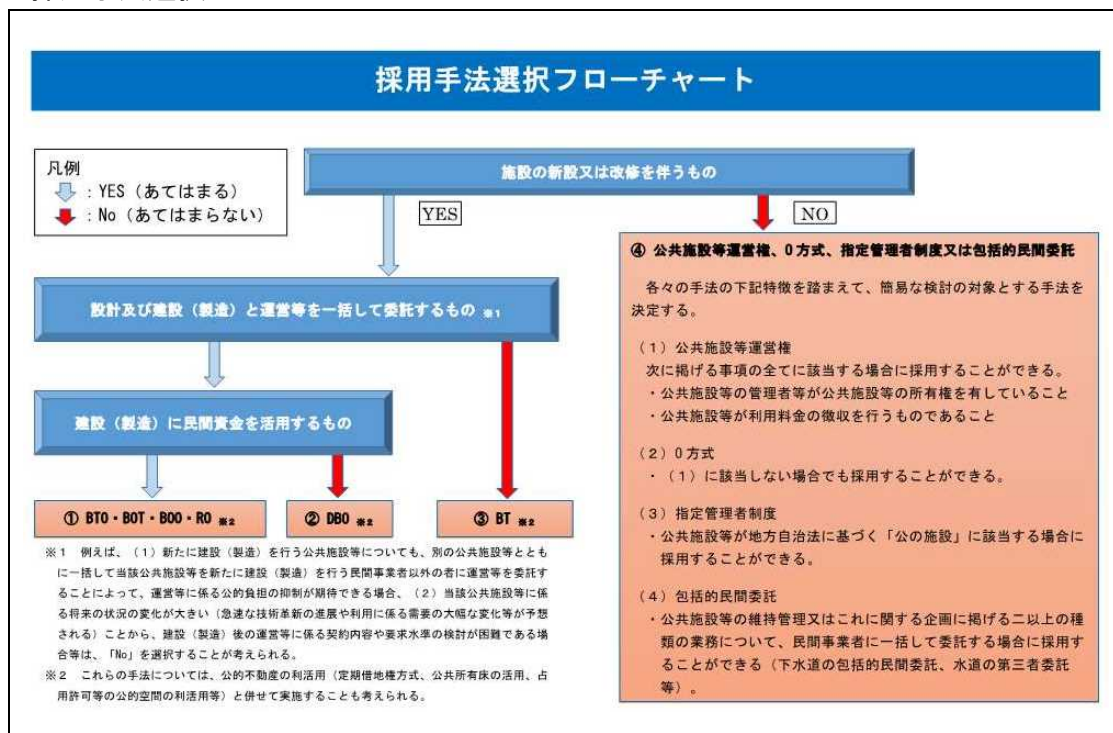 採用手法選択フローチャート
凡例
：YES（あてはまる）
：No（あてはまらない）
施設の新設又は改修を伴うもの
YES
NO
設計及び建設（製造）と運営等を一括して委託するもの ※1
建設（製造）に民間資金を活用するもの
① BTO・BOT・BOO・RO ※2
② DBO ※2
③ BT ※2
※１　例えば、（１）新たに建設（製造）を行う公共施設等についても、別の公共施設等ととも
に一括して当該公共施設等を新たに建設（製造）を行う民間事業者以外の者に運営等を委託す
ることによって、運営等に係る公的負担の抑制が期待できる場合、（２）当該公共施設等に係
る将来の状況の変化が大きい（急速な技術革新の進展や利用に係る需要の大幅な変化等が予想
される）ことから、建設（製造）後の運営等に係る契約内容や要求水準の検討が困難である場
合等は、「No」を選択することが考えられる。
※２　これらの手法については、公的不動産の利活用（定期借地権方式、公共所有床の活用、占
用許可等の公的空間の利活用等）と併せて実施することも考えられる。
④ 公共施設等運営権、O方式、指定管理者制度又は包括的民間委託
各々の手法の下記特徴を踏まえて、簡易な検討の対象とする手法を
決定する。
（１）公共施設等運営権
次に掲げる事項の全てに該当する場合に採用することができる。
・公共施設等の管理者等が公共施設等の所有権を有していること
・公共施設等が利用料金の徴収を行うものであること
（２）O方式
・（１）に該当しない場合でも採用することができる。
（３）指定管理者制度
・公共施設等が地方自治法に基づく「公の施設」に該当する場合に
採用することができる。
（４）包括的民間委託
・公共施設等の維持管理又はこれに関する企画に掲げる二以上の種
類の業務について、民間事業者に一括して委託する場合に採用す
ることができる（下水道の包括的民間委託、水道の第三者委託
等）。